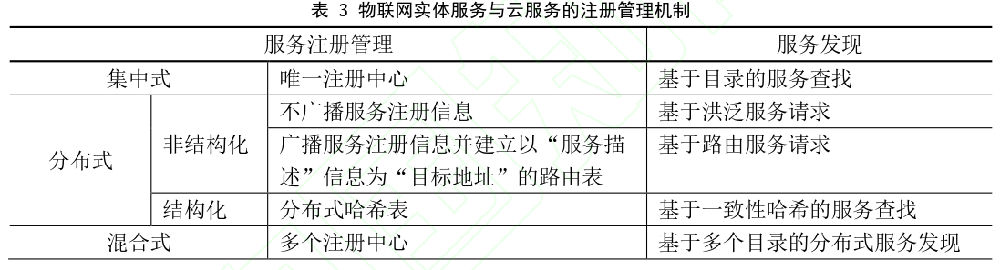 表 3 物联网实体服务与云服务的注册管理机制
服务注册管理 服务发现
集中式 唯一注册中心 基于目录的服务查找
分布式 非结构化 不广播服务注册信息 基于洪泛服务请求
广播服务注册信息并建立以“服务描
述”信息为“目标地址”的路由表 基于路由服务请求
结构化 分布式哈希表 基于一致性哈希的服务查找
混合式 多个注册中心 基于多个目录的分布式服务发现